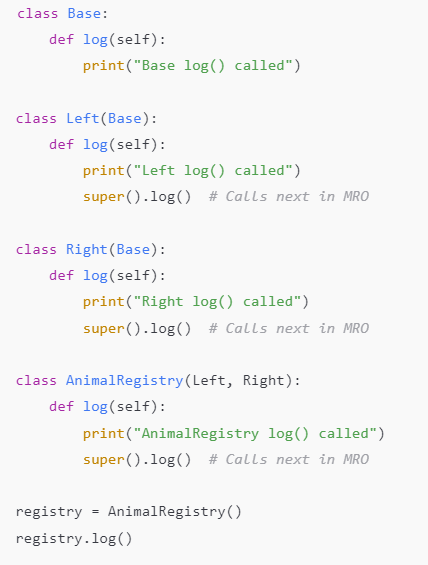 class Base:
    def log(self):
        print("Base log() called")

class Left(Base):
    def log(self):
        print("Left log() called")
        super().log()  # Calls next in MRO

class Right(Base):
    def log(self):
        print("Right log() called")
        super().log()  # Calls next in MRO

class AnimalRegistry(Left, Right):
    def log(self):
        print("AnimalRegistry log() called")
        super().log()  # Calls next in MRO

registry = AnimalRegistry()
registry.log()